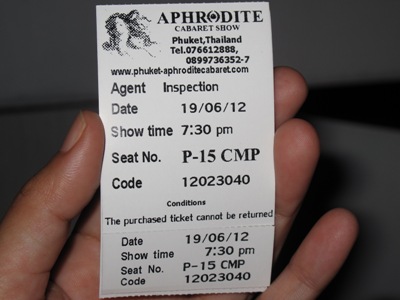 APHRODITE
CABARET SHOW
Phuket,Thailand
Tel.076612888,
0899736352-7
www.phuket-aphroditecabaret.com
Agent Inspection
Date 19/06/12
Show time 7:30 pm
Seat No. P-15 CMP
Code 12023040
Conditions
The purchased ticket cannot be returned
Date 19/06/12
Show time 7:30 pm
Seat No. P-15 CMP
Code 12023040